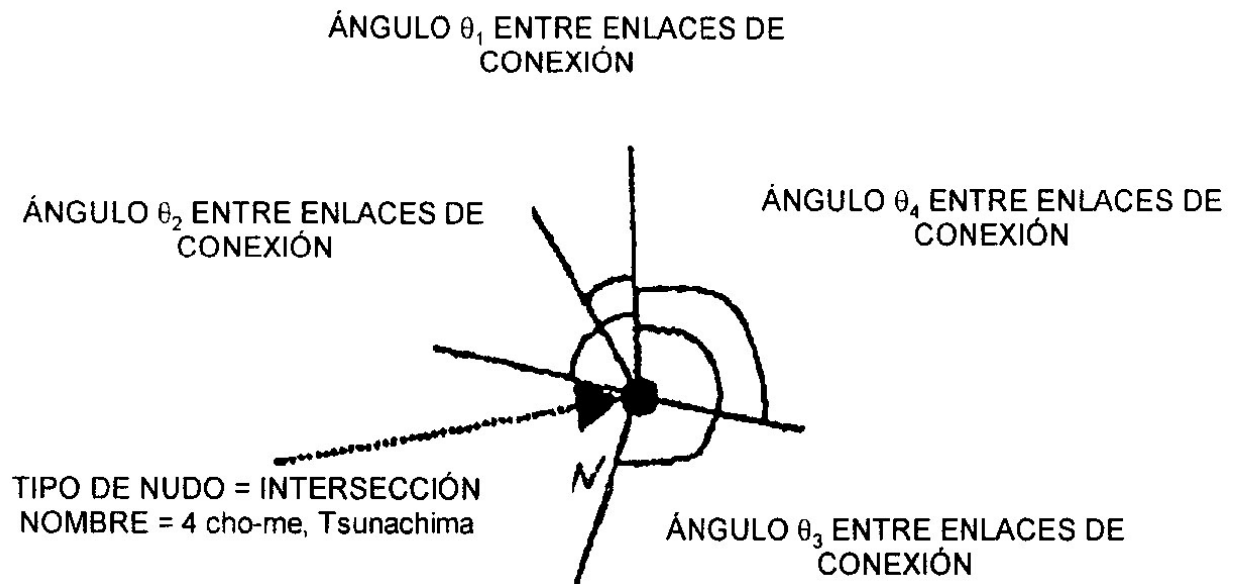 ÁNGULO θ₁ ENTRE ENLACES DE
CONEXIÓN
ÁNGULO θ₂ ENTRE ENLACES DE
CONEXIÓN
ÁNGULO θ₄ ENTRE ENLACES DE
CONEXIÓN
TIPO DE NUDO = INTERSECCIÓN
NOMBRE = 4 cho-me, Tsunachima
ÁNGULO θ₃ ENTRE ENLACES DE
CONEXIÓN